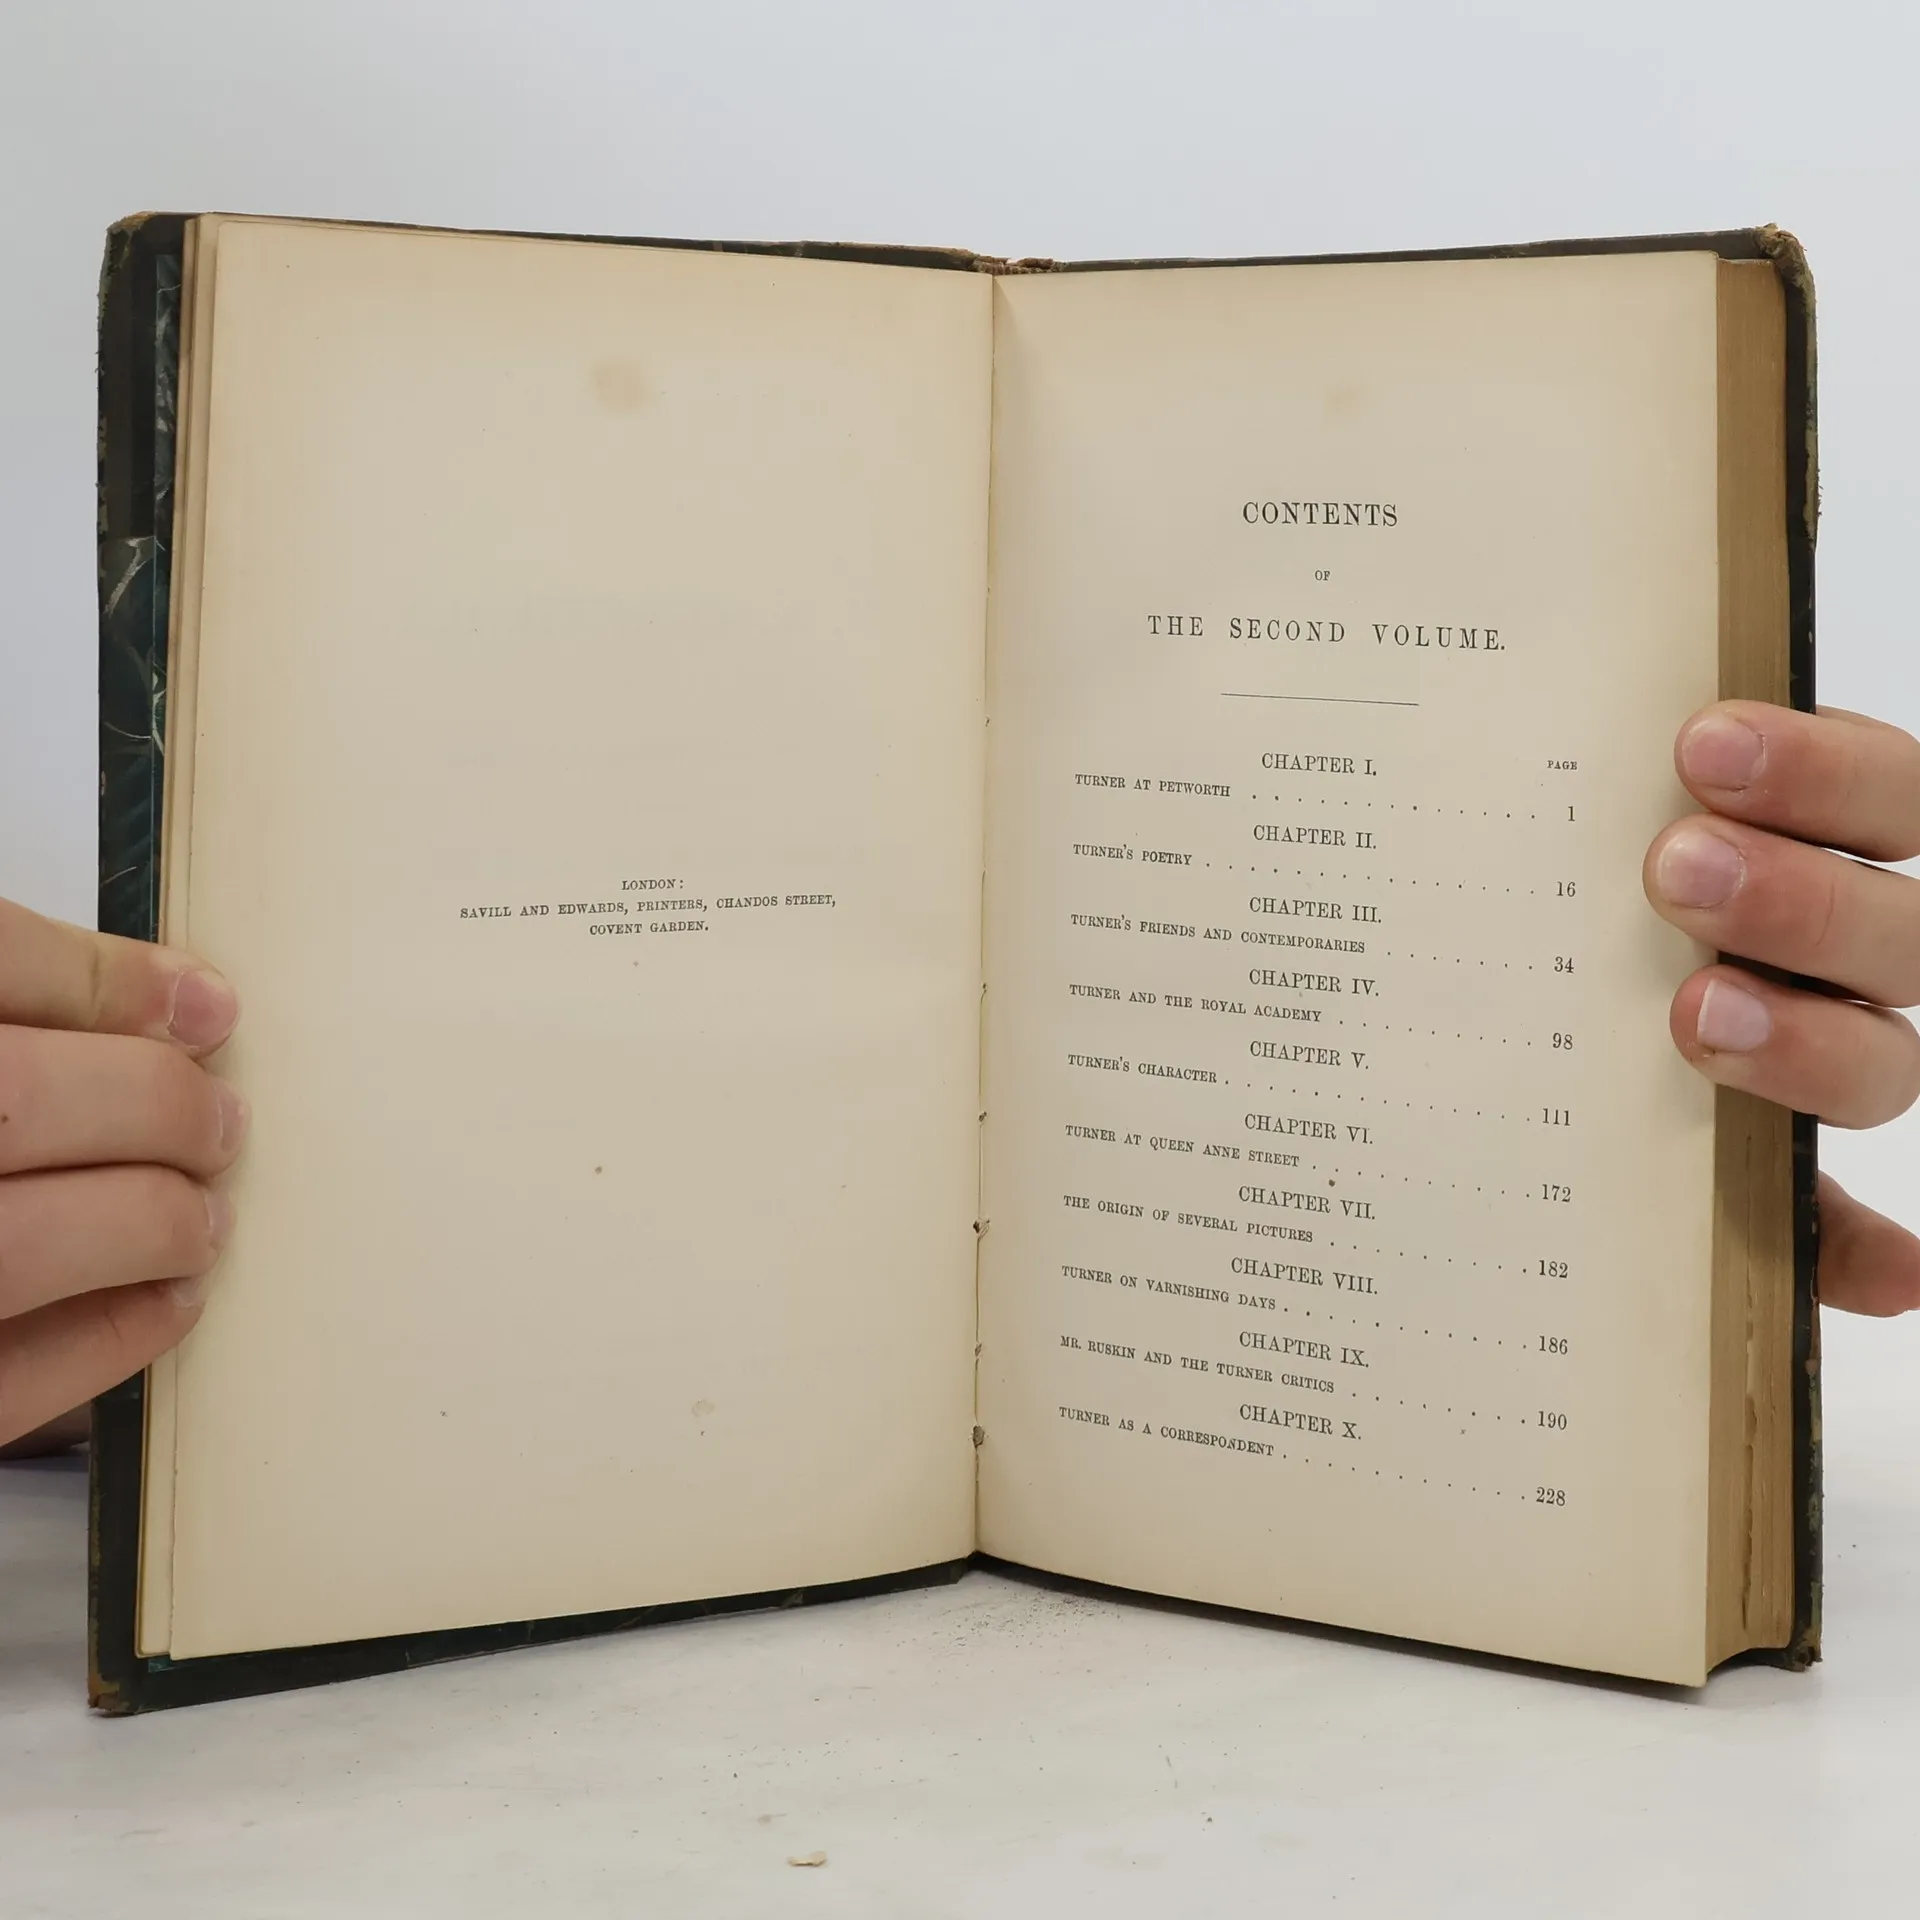 LONDON:
SAVILL AND EDWARDS, PRINTERS, CHANDOS STREET,
COVENT GARDEN.
CONTENTS
OF
THE SECOND VOLUME.
CHAPTER I. PAGE
TURNER AT PETWORTH . . . . . . . . . . . . . 1
CHAPTER II.
TURNER'S POETRY . . . . . . . . . . . . . . . 16
CHAPTER III.
TURNER'S FRIENDS AND CONTEMPORARIES . . . . . . . 34
CHAPTER IV.
TURNER AND THE ROYAL ACADEMY . . . . . . . . . 98
CHAPTER V.
TURNER'S CHARACTER . . . . . . . . . . . . . . 111
CHAPTER VI.
TURNER AT QUEEN ANNE STREET . . . . . . . . . . 172
CHAPTER VII.
THE ORIGIN OF SEVERAL PICTURES . . . . . . . . . 182
CHAPTER VIII.
TURNER ON VARNISHING DAYS . . . . . . . . . . . 186
CHAPTER IX.
MR. RUSKIN AND THE TURNER CRITICS . . . . . . . . 190
CHAPTER X.
TURNER AS A CORRESPONDENT . . . . . . . . . . . 228